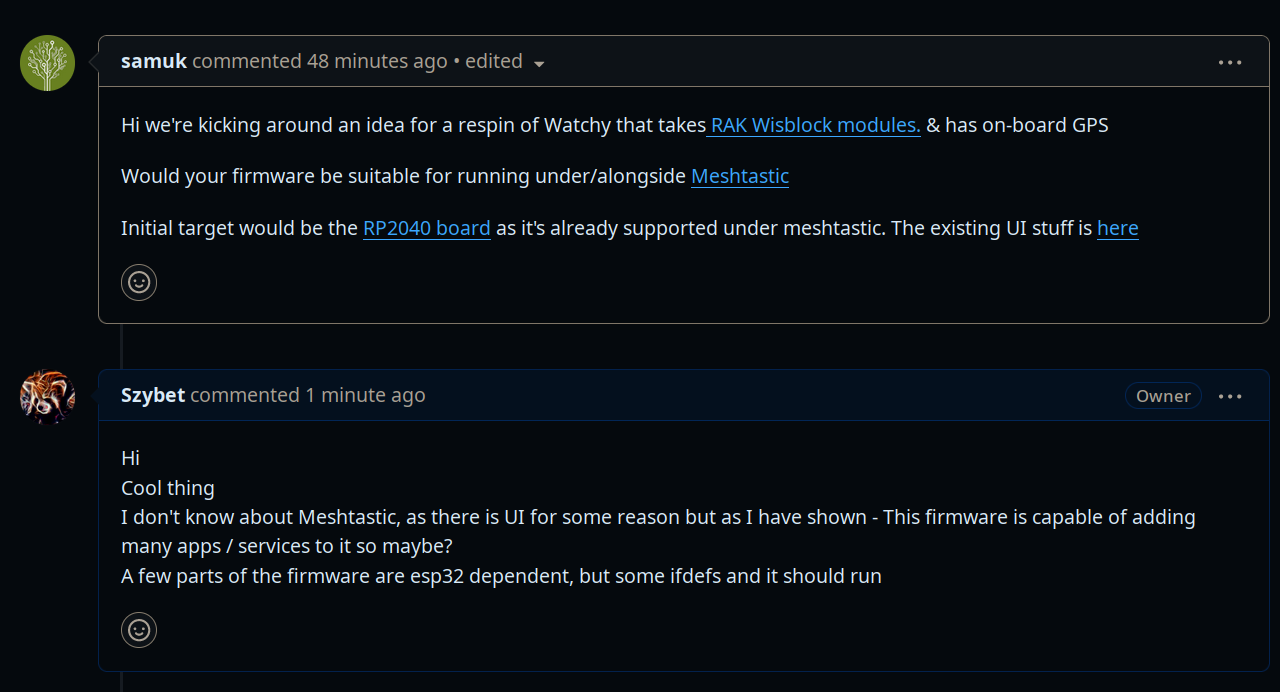 samuk commented 48 minutes ago • edited
Hi we're kicking around an idea for a respin of Watchy that takes RAK Wisblock modules. & has on-board GPS
Would your firmware be suitable for running under/alongside Meshtastic
Initial target would be the RP2040 board as it's already supported under meshtastic. The existing UI stuff is here
Szybet commented 1 minute ago Owner
Hi
Cool thing
I don't know about Meshtastic, as there is UI for some reason but as I have shown - This firmware is capable of adding
many apps / services to it so maybe?
A few parts of the firmware are esp32 dependent, but some ifdefs and it should run